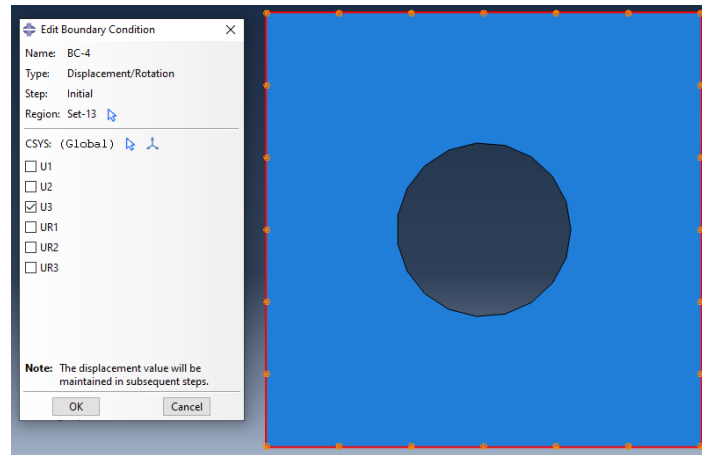 Edit Boundary Condition
Name: BC-4
Type: Displacement/Rotation
Step: Initial
Region: Set-13
CSYS: (Global)
U1
U2
U3
UR1
UR2
UR3
Note: The displacement value will be
maintained in subsequent steps.
OK Cancel